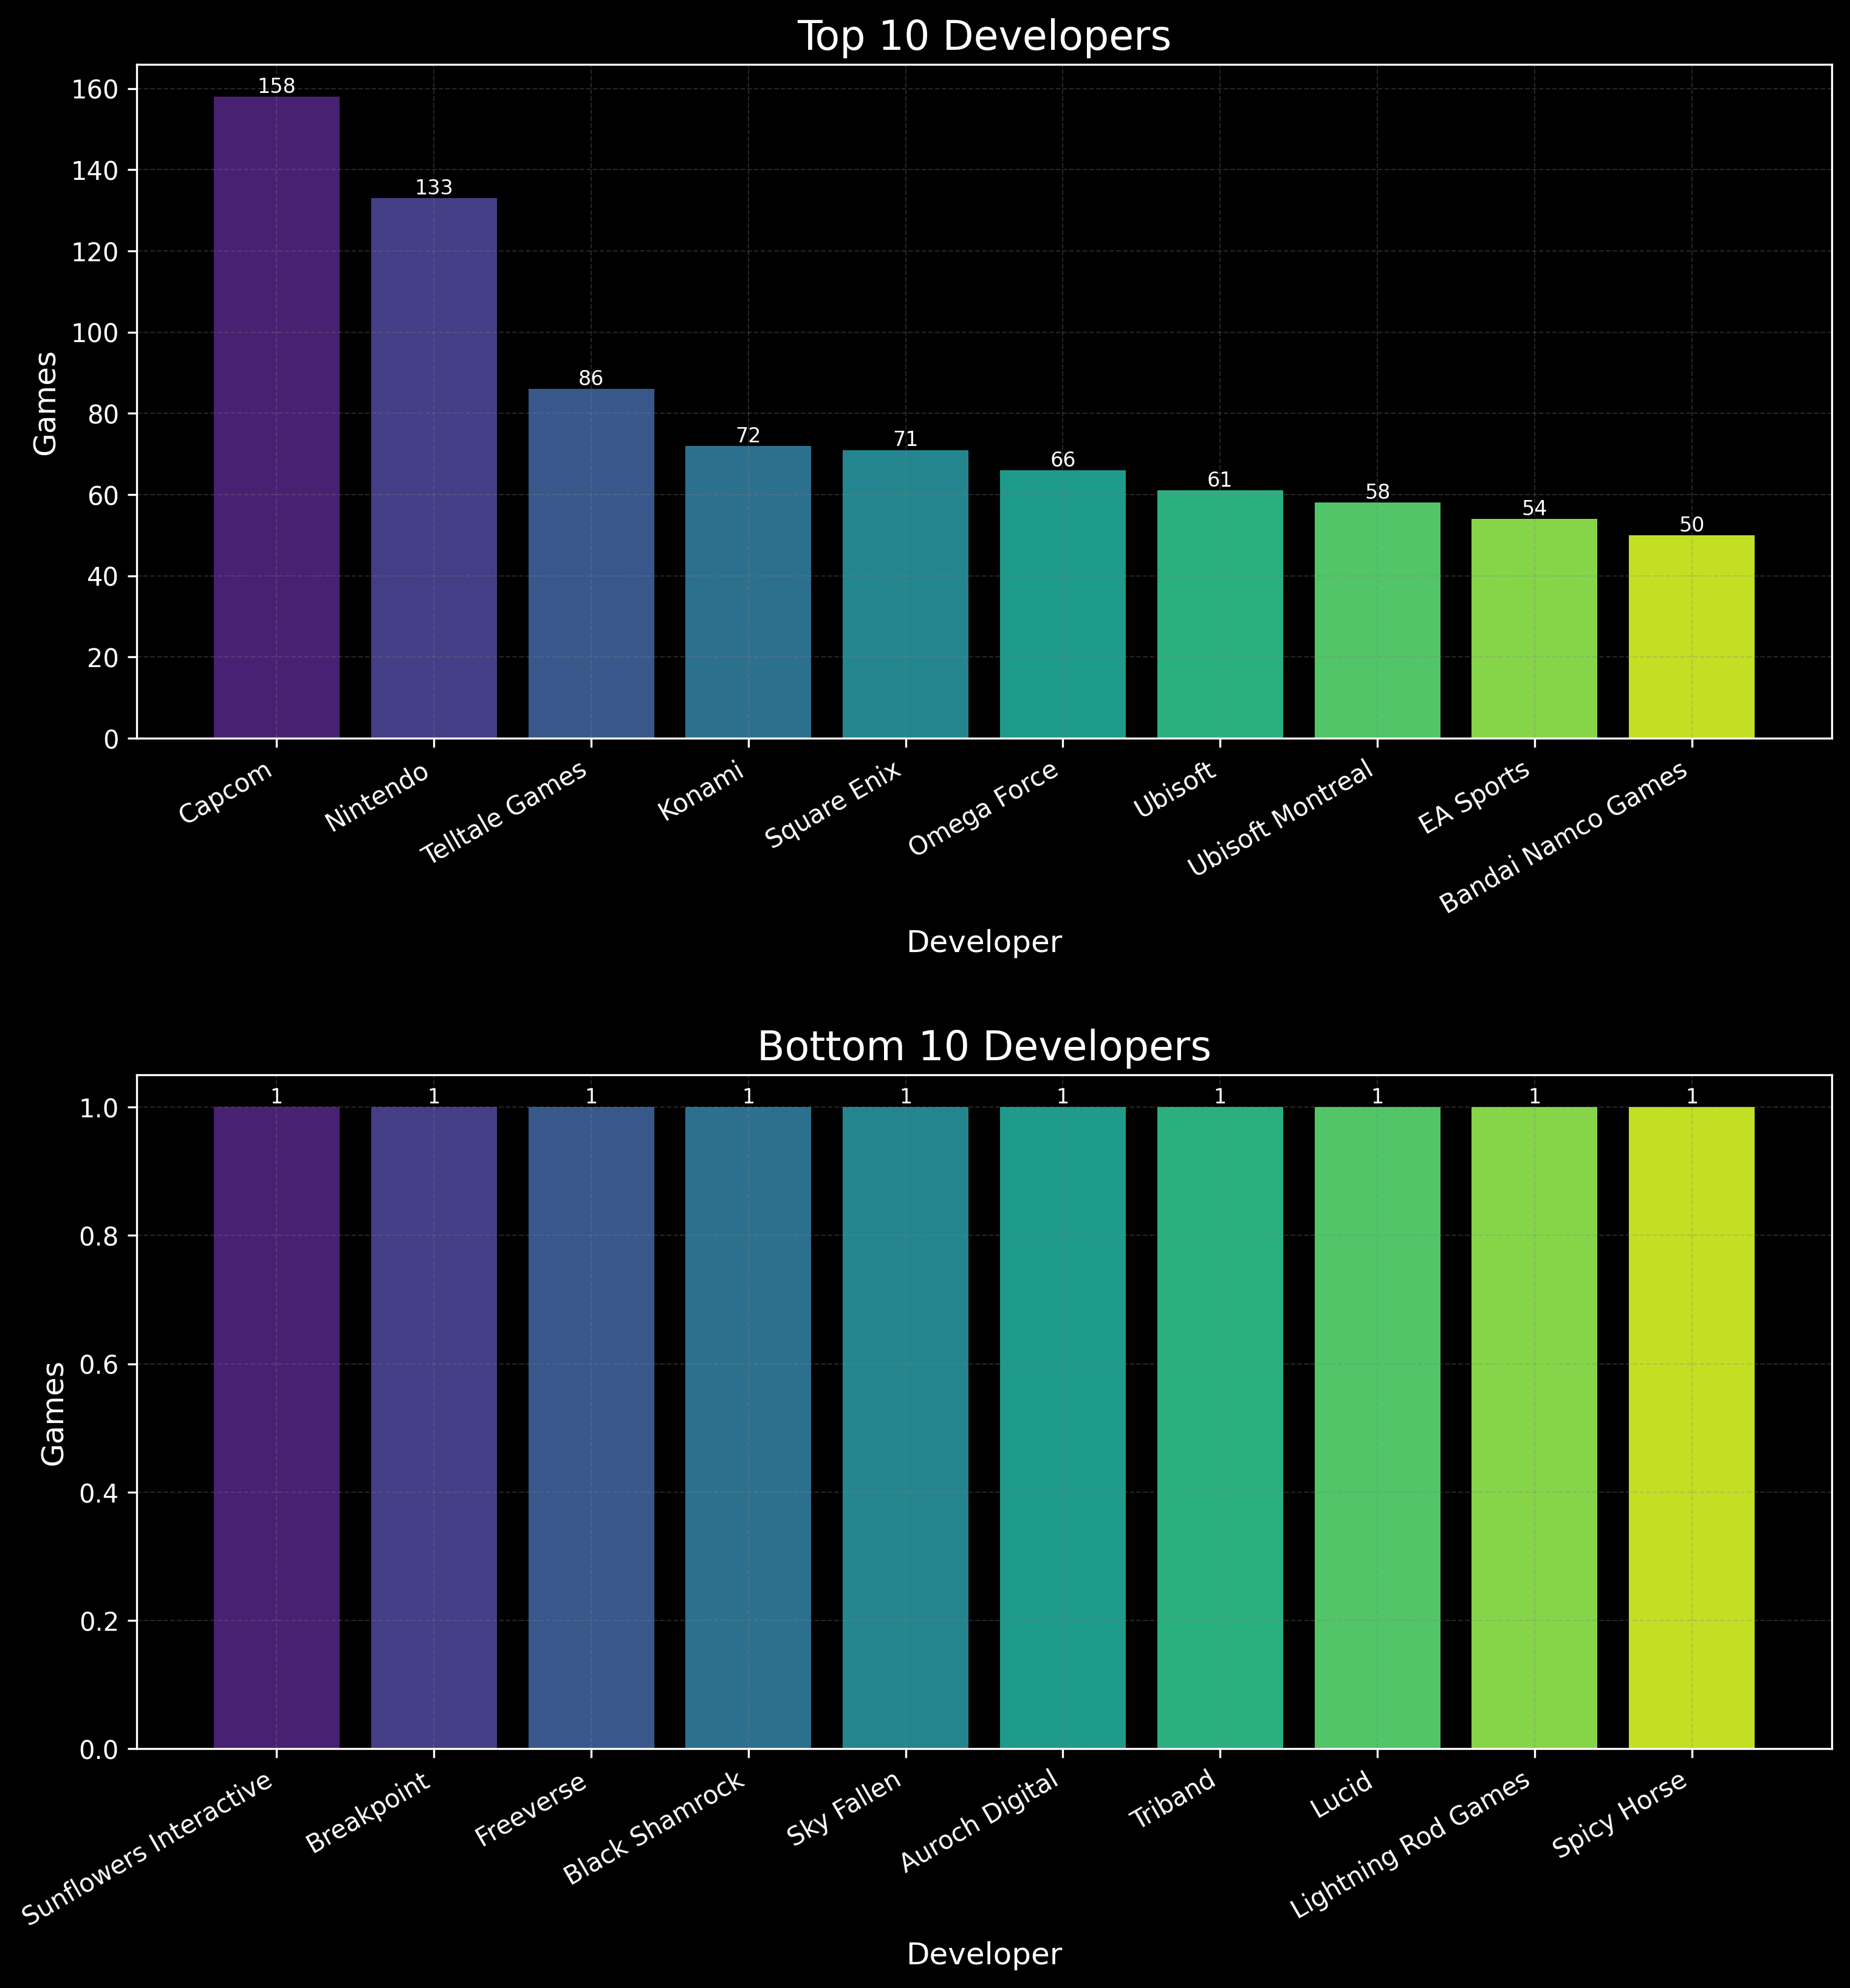 Top 10 Developers
Games
160
140
120
100
80
60
40
20
0
158
133
86
72
71
66
61
58
54
50
Capcom
Nintendo
Telltale Games
Konami
Square Enix
Omega Force
Ubisoft
Ubisoft Montreal
EA Sports
Bandai Namco Games
Developer
Bottom 10 Developers
Games
1.0
0.8
0.6
0.4
0.2
0.0
1
1
1
1
1
1
1
1
1
1
Sunflowers Interactive
Breakpoint
Freeverse
Black Shamrock
Sky Fallen
Auroch Digital
Triband
Lucid
Lightning Rod Games
Spicy Horse
Developer